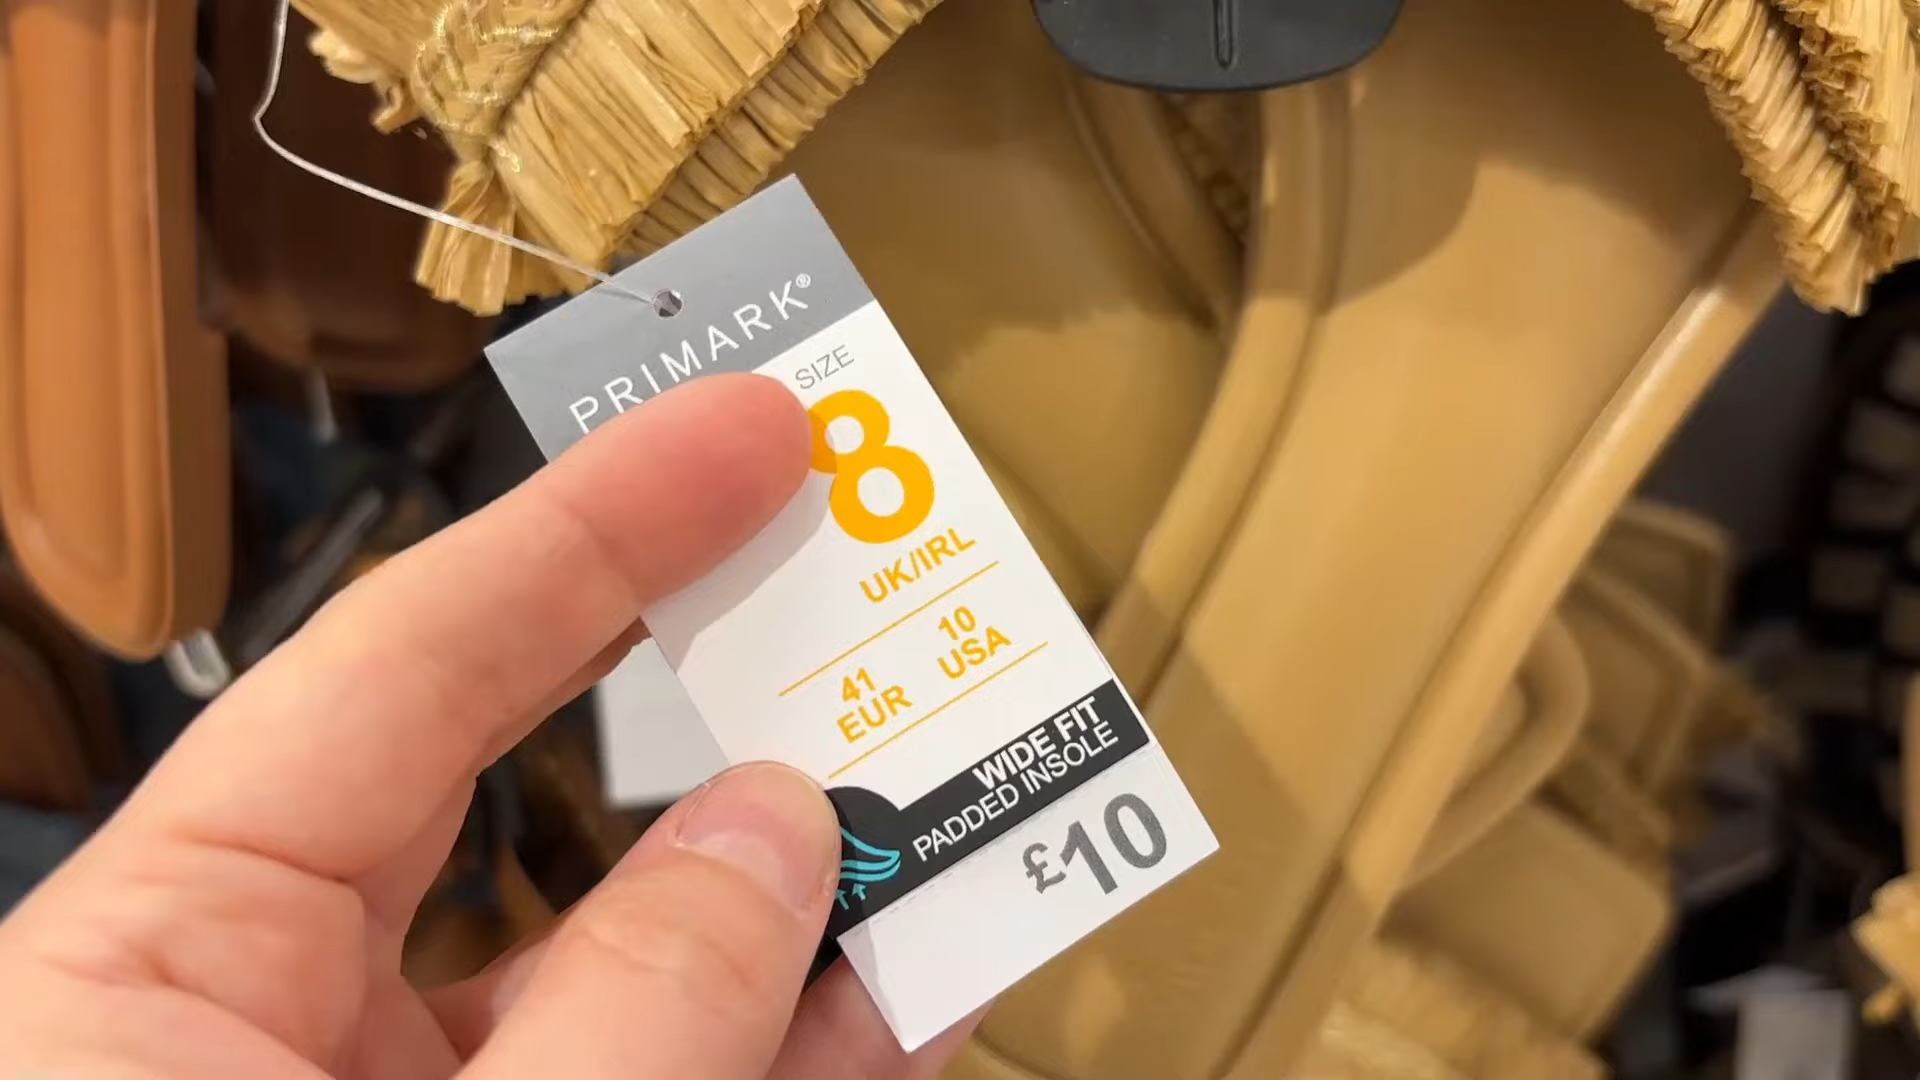 PRIMARK®
SIZE
8
UK/IRL
41
EUR
10
USA
WIDE FIT
PADDED INSOLE
£10